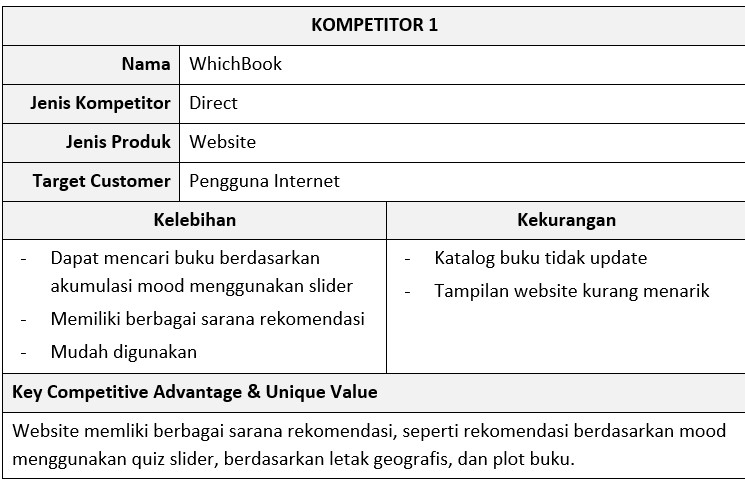 KOMPETITOR 1
Nama WhichBook
Jenis Kompetitor Direct
Jenis Produk Website
Target Customer Pengguna Internet
Kelebihan Kekurangan
- Dapat mencari buku berdasarkan
akumulasi mood menggunakan slider
- Memiliki berbagai sarana rekomendasi
- Mudah digunakan
- Katalog buku tidak update
- Tampilan website kurang menarik
Key Competitive Advantage & Unique Value
Website memliki berbagai sarana rekomendasi, seperti rekomendasi berdasarkan mood
menggunakan quiz slider, berdasarkan letak geografis, dan plot buku.